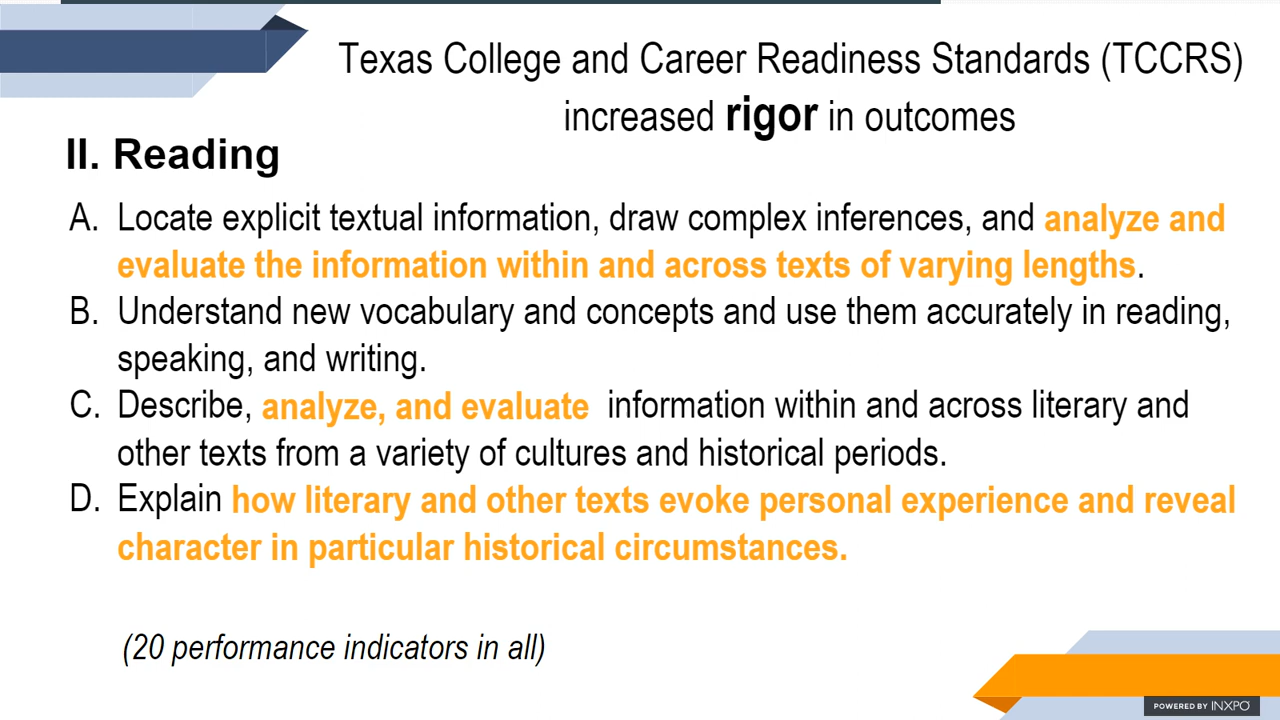 Texas College and Career Readiness Standards (TCCRS)
increased rigor in outcomes
II. Reading
A. Locate explicit textual information, draw complex inferences, and analyze and
evaluate the information within and across texts of varying lengths.
B. Understand new vocabulary and concepts and use them accurately in reading,
speaking, and writing.
C. Describe, analyze, and evaluate information within and across literary and
other texts from a variety of cultures and historical periods.
D. Explain how literary and other texts evoke personal experience and reveal
character in particular historical circumstances.
(20 performance indicators in all)
POWERED BY INXPO